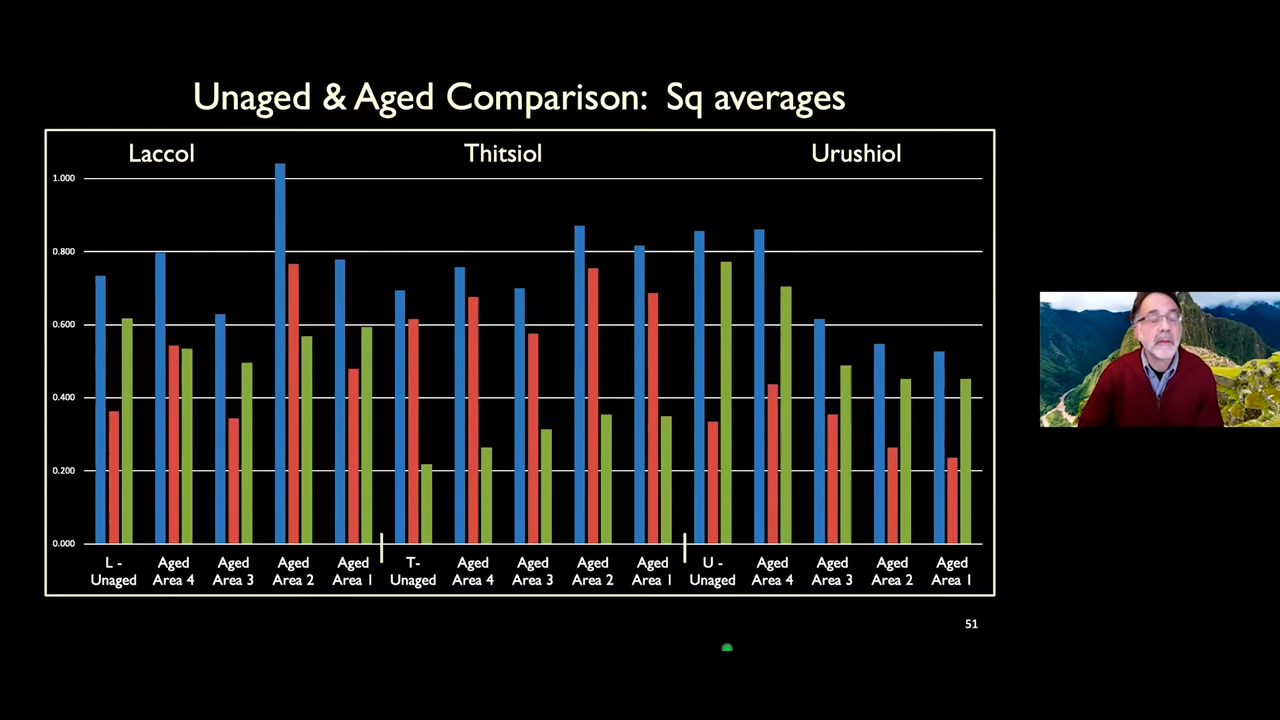 Unaged & Aged Comparison: Sq averages
Laccol
Thitsiol
Urushiol
1.000
0.800
0.600
0.400
0.200
0.000
L -
Unaged
Aged
Area 4
Aged
Area 3
Aged
Area 2
Aged
Area 1
T-
Unaged
Aged
Area 4
Aged
Area 3
Aged
Area 2
Aged
Area 1
U -
Unaged
Aged
Area 4
Aged
Area 3
Aged
Area 2
Aged
Area 1
51